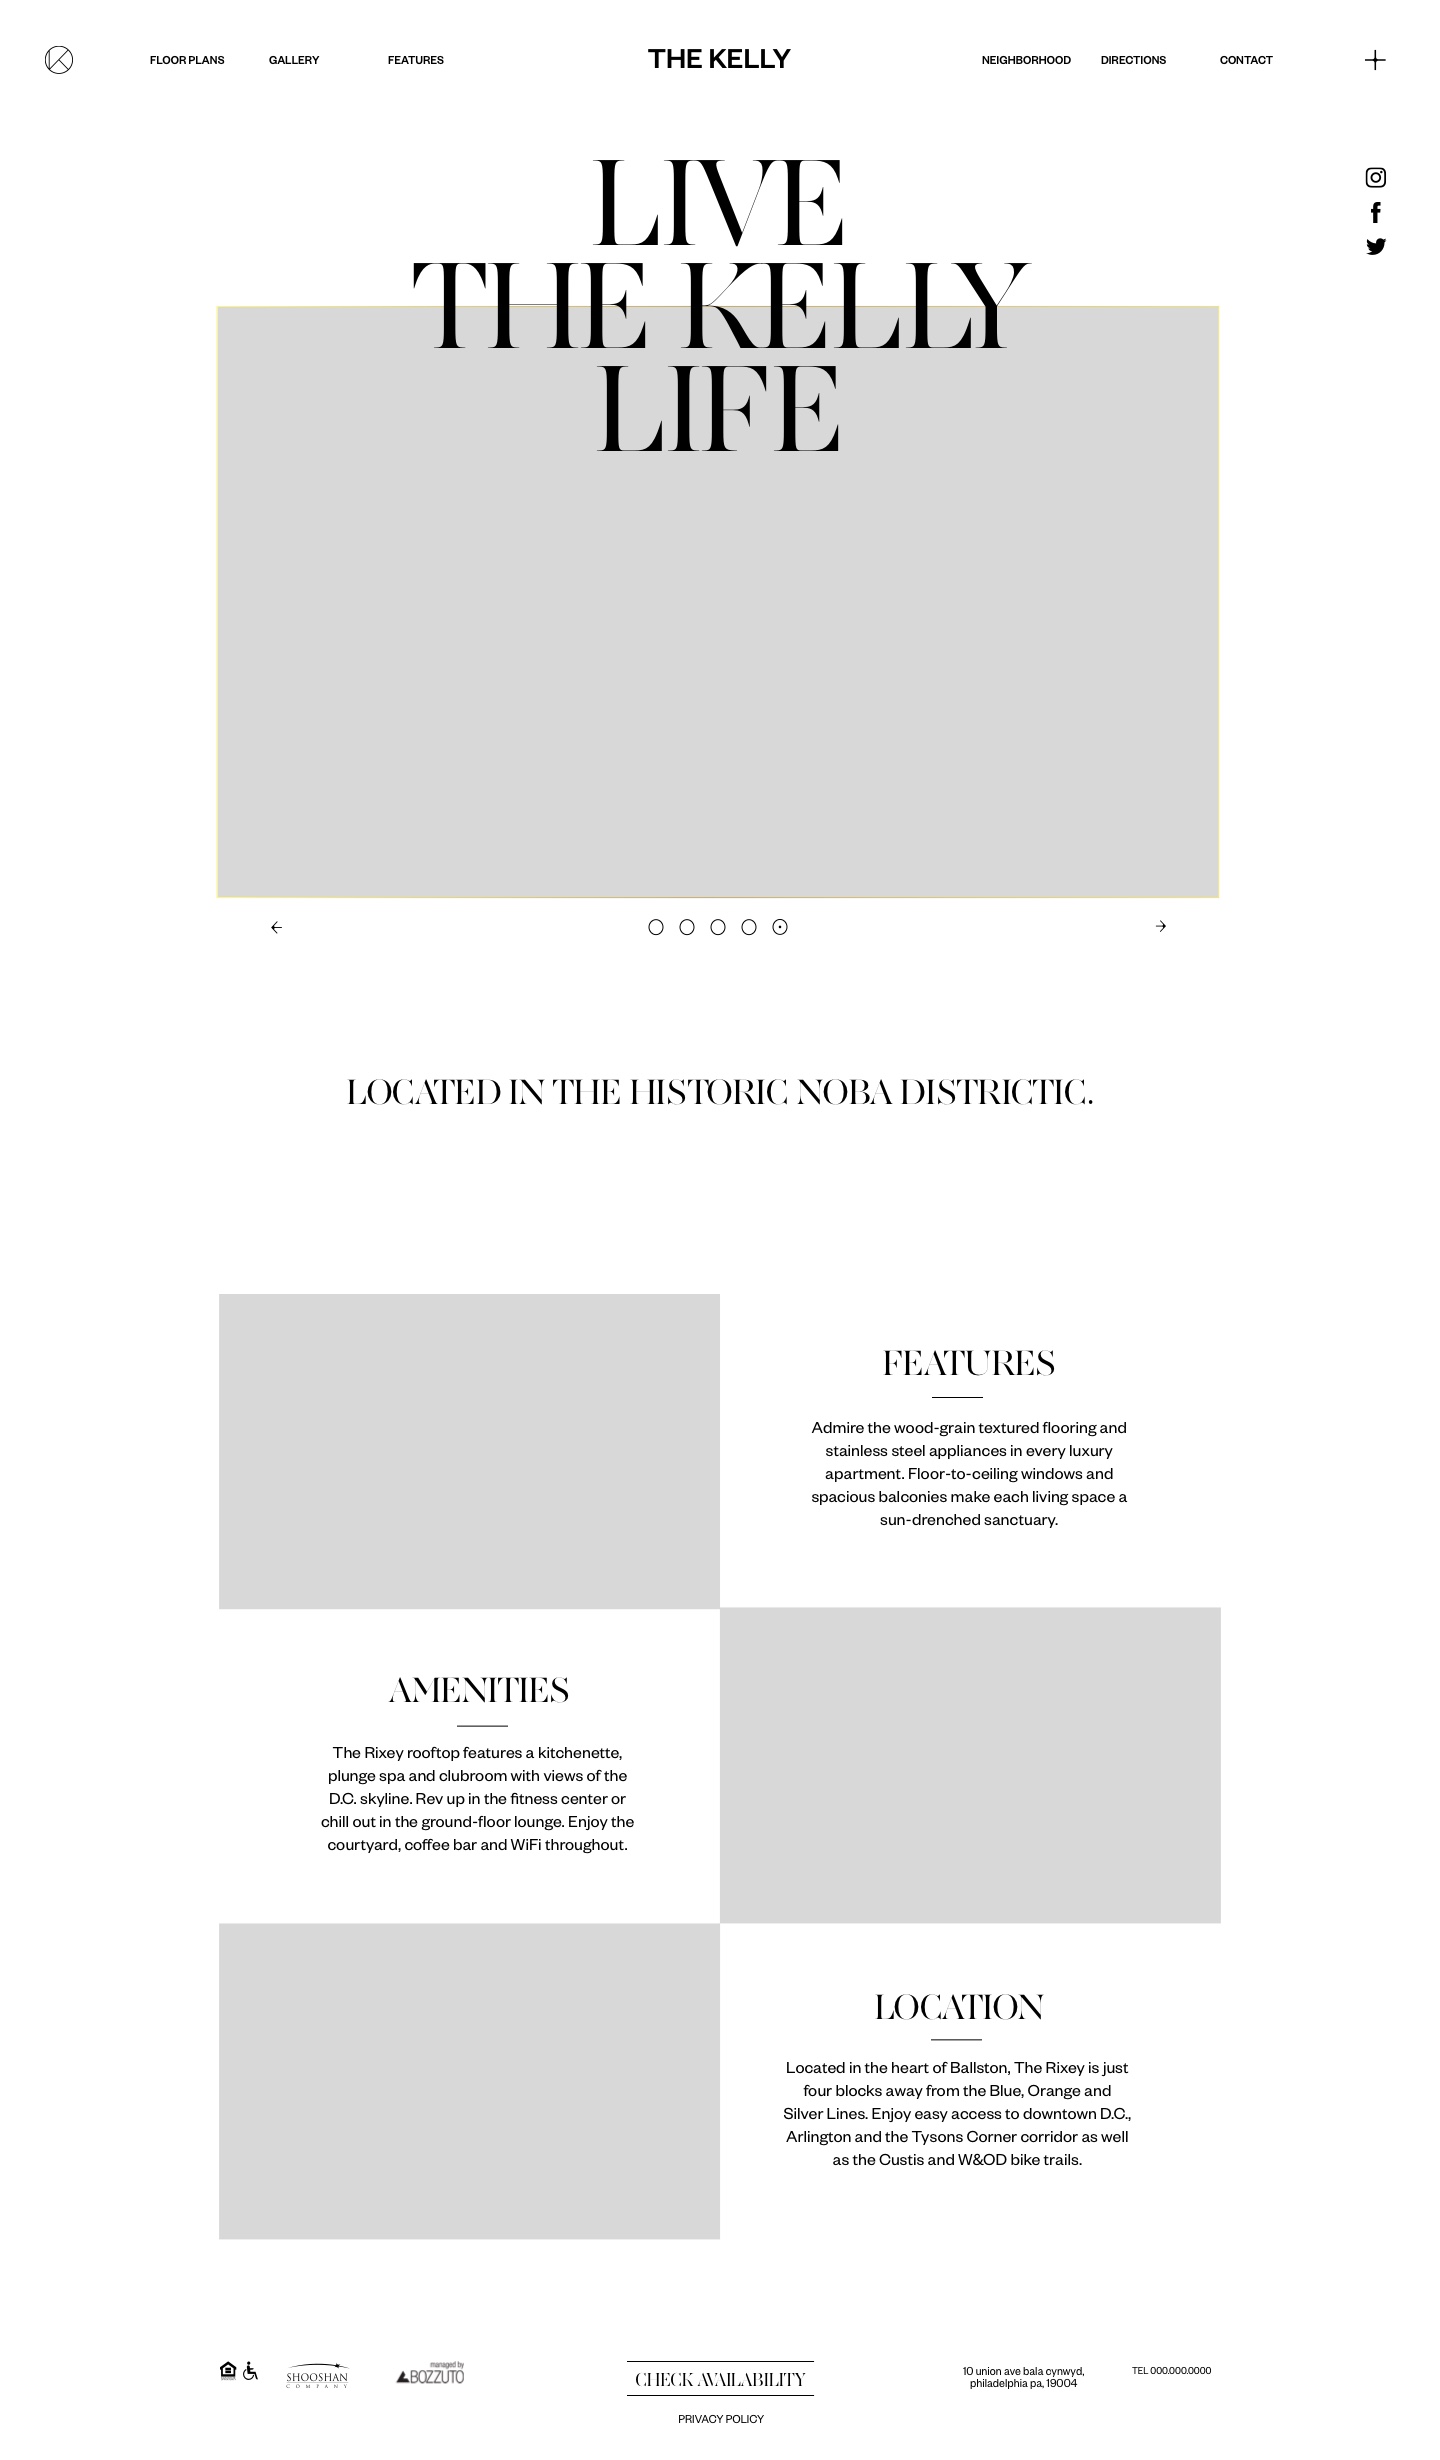 FLOOR PLANS
GALLERY
FEATURES
THE KELLY
NEIGHBORHOOD
DIRECTIONS
CONTACT
LIVE
THE KELLY
LIFE
LOCATED IN THE HISTORIC NOBA DISTRICTIC.
FEATURES
Admire the wood-grain textured flooring and
stainless steel appliances in every luxury
apartment. Floor-to-ceiling windows and
spacious balconies make each living space a
sun-drenched sanctuary.
AMENITIES
The Rixey rooftop features a kitchenette,
plunge spa and clubroom with views of the
D.C. skyline. Rev up in the fitness center or
chill out in the ground-floor lounge. Enjoy the
courtyard, coffee bar and WiFi throughout.
LOCATION
Located in the heart of Ballston, The Rixey is just
four blocks away from the Blue, Orange and
Silver Lines. Enjoy easy access to downtown D.C.,
Arlington and the Tysons Corner corridor as well
as the Custis and W&OD bike trails.
SHOOSHAN
COMPANY
managed by
BOZZUTO
CHECK AVAILABILITY
PRIVACY POLICY
10 union ave bala cynwyd,
philadelphia pa, 19004
TEL 000.000.0000